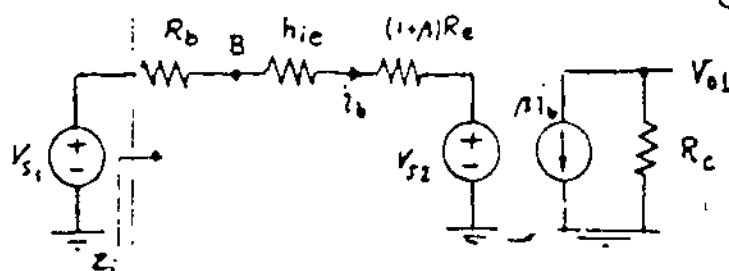 R_b B h_ie (1+β)R_e
i_b
V_S1 + - V_S2 + - βi_b R_c V_o1
Z_i